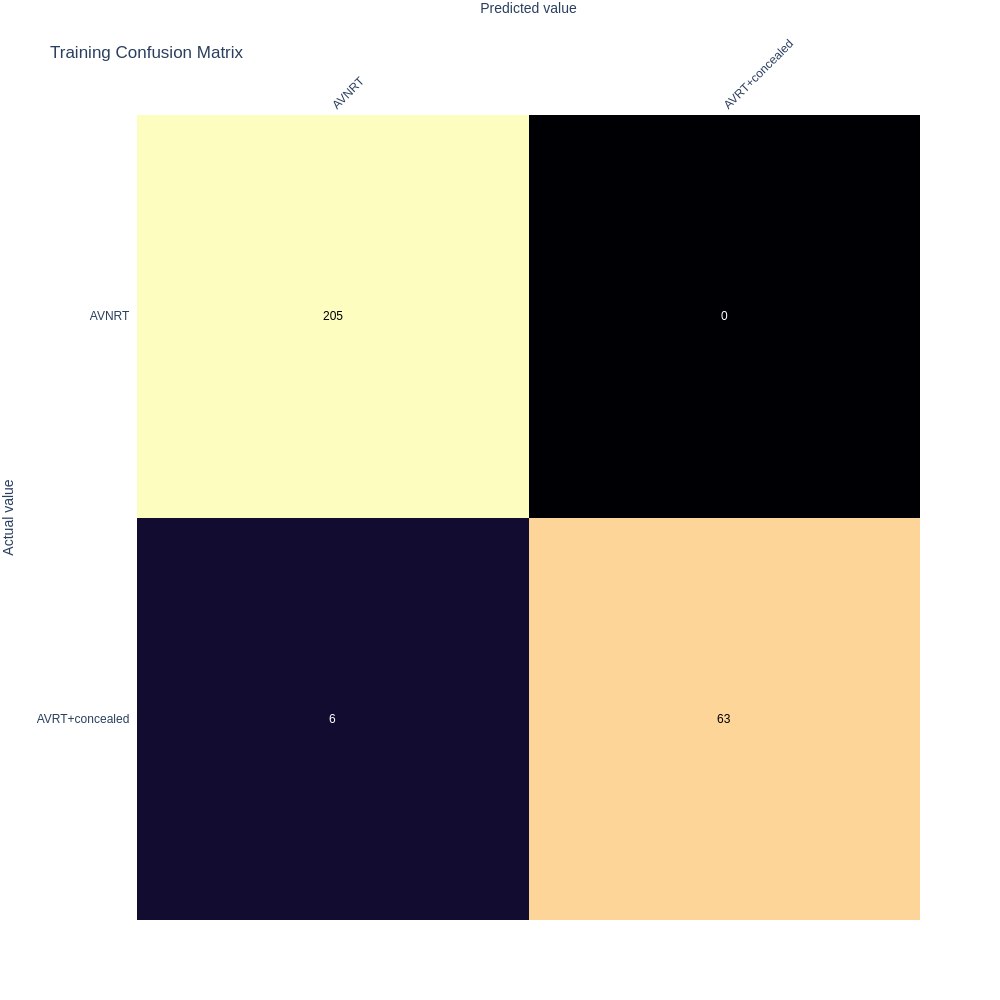 Predicted value
Training Confusion Matrix
AVNRT
AVRT+concealed
AVNRT
205
0
Actual value
AVRT+concealed
6
63